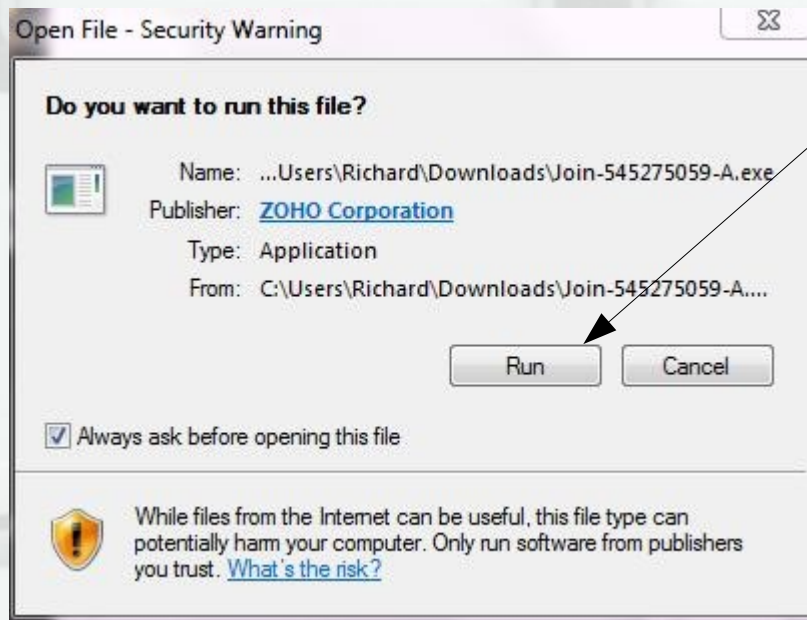 Open File - Security Warning
Do you want to run this file?
Name: ...Users\Richard\Downloads\Join-545275059-A.exe
Publisher: ZOHO Corporation
Type: Application
From: C:\Users\Richard\Downloads\Join-545275059-A....
Run Cancel
Always ask before opening this file
While files from the Internet can be useful, this file type can
potentially harm your computer. Only run software from publishers
you trust. What's the risk?